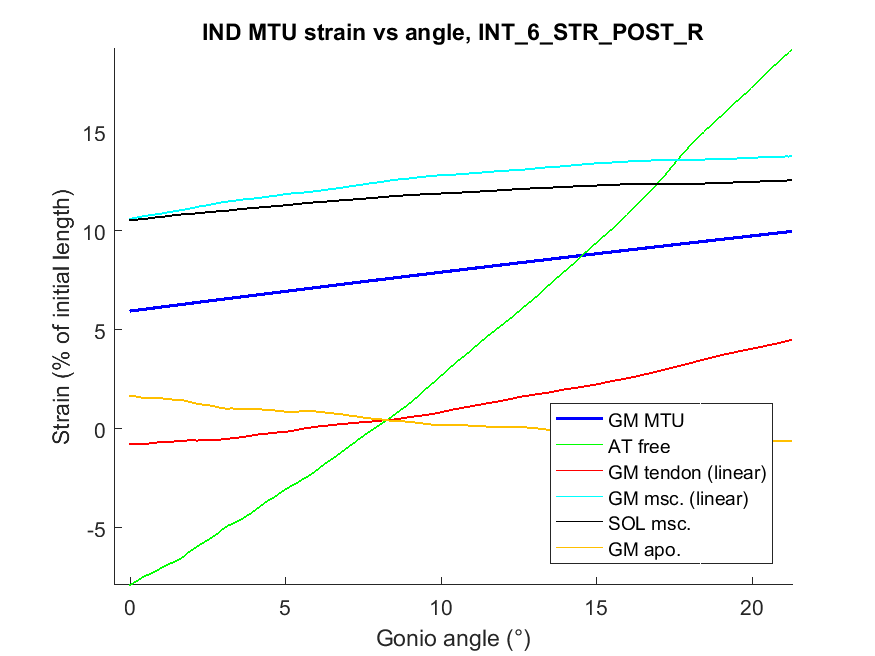 IND MTU strain vs angle, INT_6_STR_POST_R
Strain (% of initial length)
15
10
5
0
-5
GM MTU
AT free
GM tendon (linear)
GM msc. (linear)
SOL msc.
GM apo.
0 5 10 15 20
Gonio angle (°)